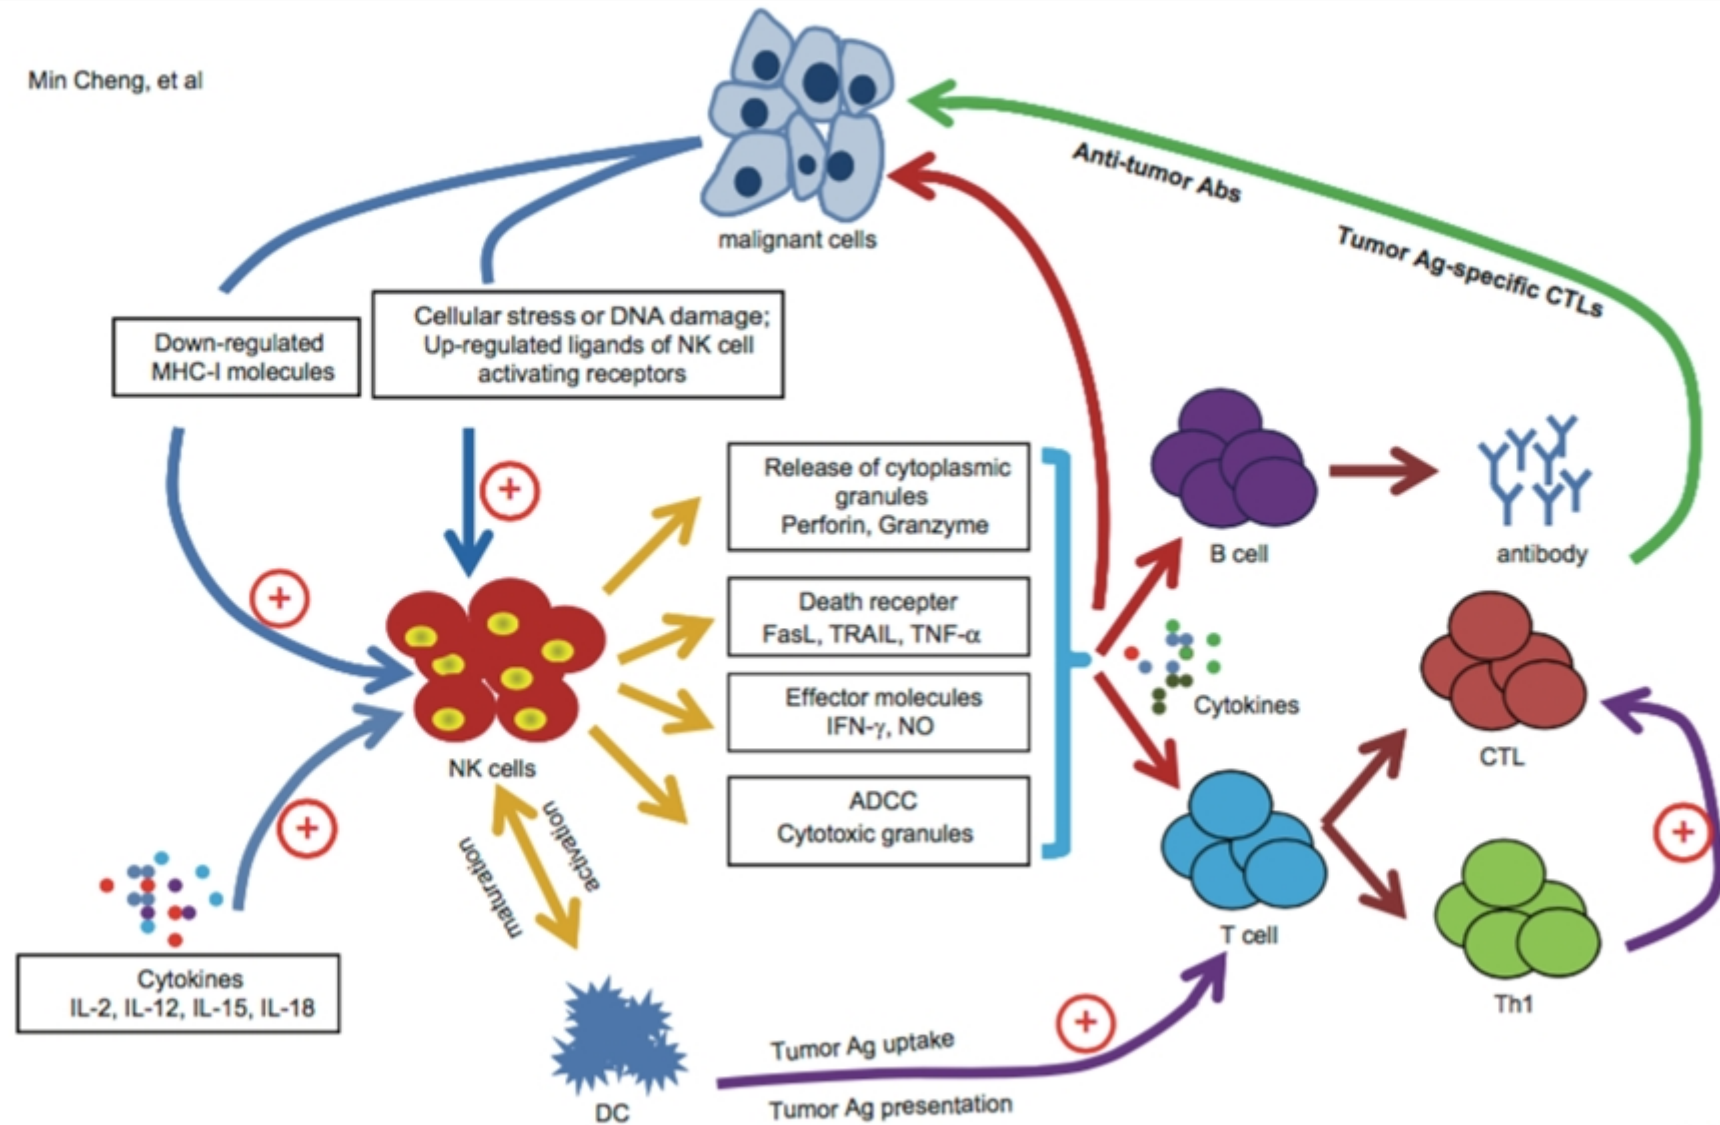 Min Cheng, et al
malignant cells
Anti-tumor Abs
Tumor Ag-specific CTLs
Down-regulated
MHC-I molecules
Cellular stress or DNA damage;
Up-regulated ligands of NK cell
activating receptors
+
+
+
NK cells
Cytokines
IL-2, IL-12, IL-15, IL-18
maturation
activation
DC
Release of cytoplasmic
granules
Perforin, Granzyme
Death recepter
FasL, TRAIL, TNF-α
Effector molecules
IFN-γ, NO
ADCC
Cytotoxic granules
B cell
antibody
Cytokines
CTL
T cell
Th1
+
+
Tumor Ag uptake
Tumor Ag presentation